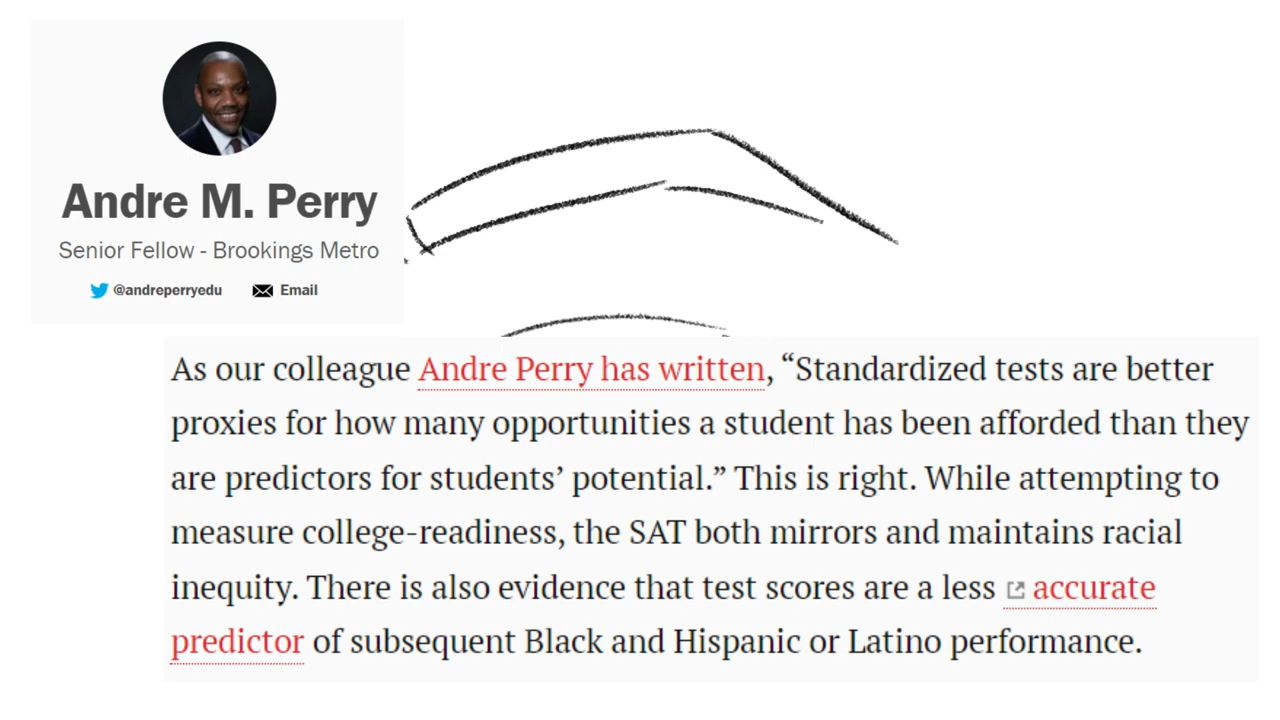 Andre M. Perry
Senior Fellow - Brookings Metro
@andreperryedu Email
As our colleague Andre Perry has written, “Standardized tests are better
proxies for how many opportunities a student has been afforded than they
are predictors for students’ potential.” This is right. While attempting to
measure college-readiness, the SAT both mirrors and maintains racial
inequity. There is also evidence that test scores are a less accurate
predictor of subsequent Black and Hispanic or Latino performance.